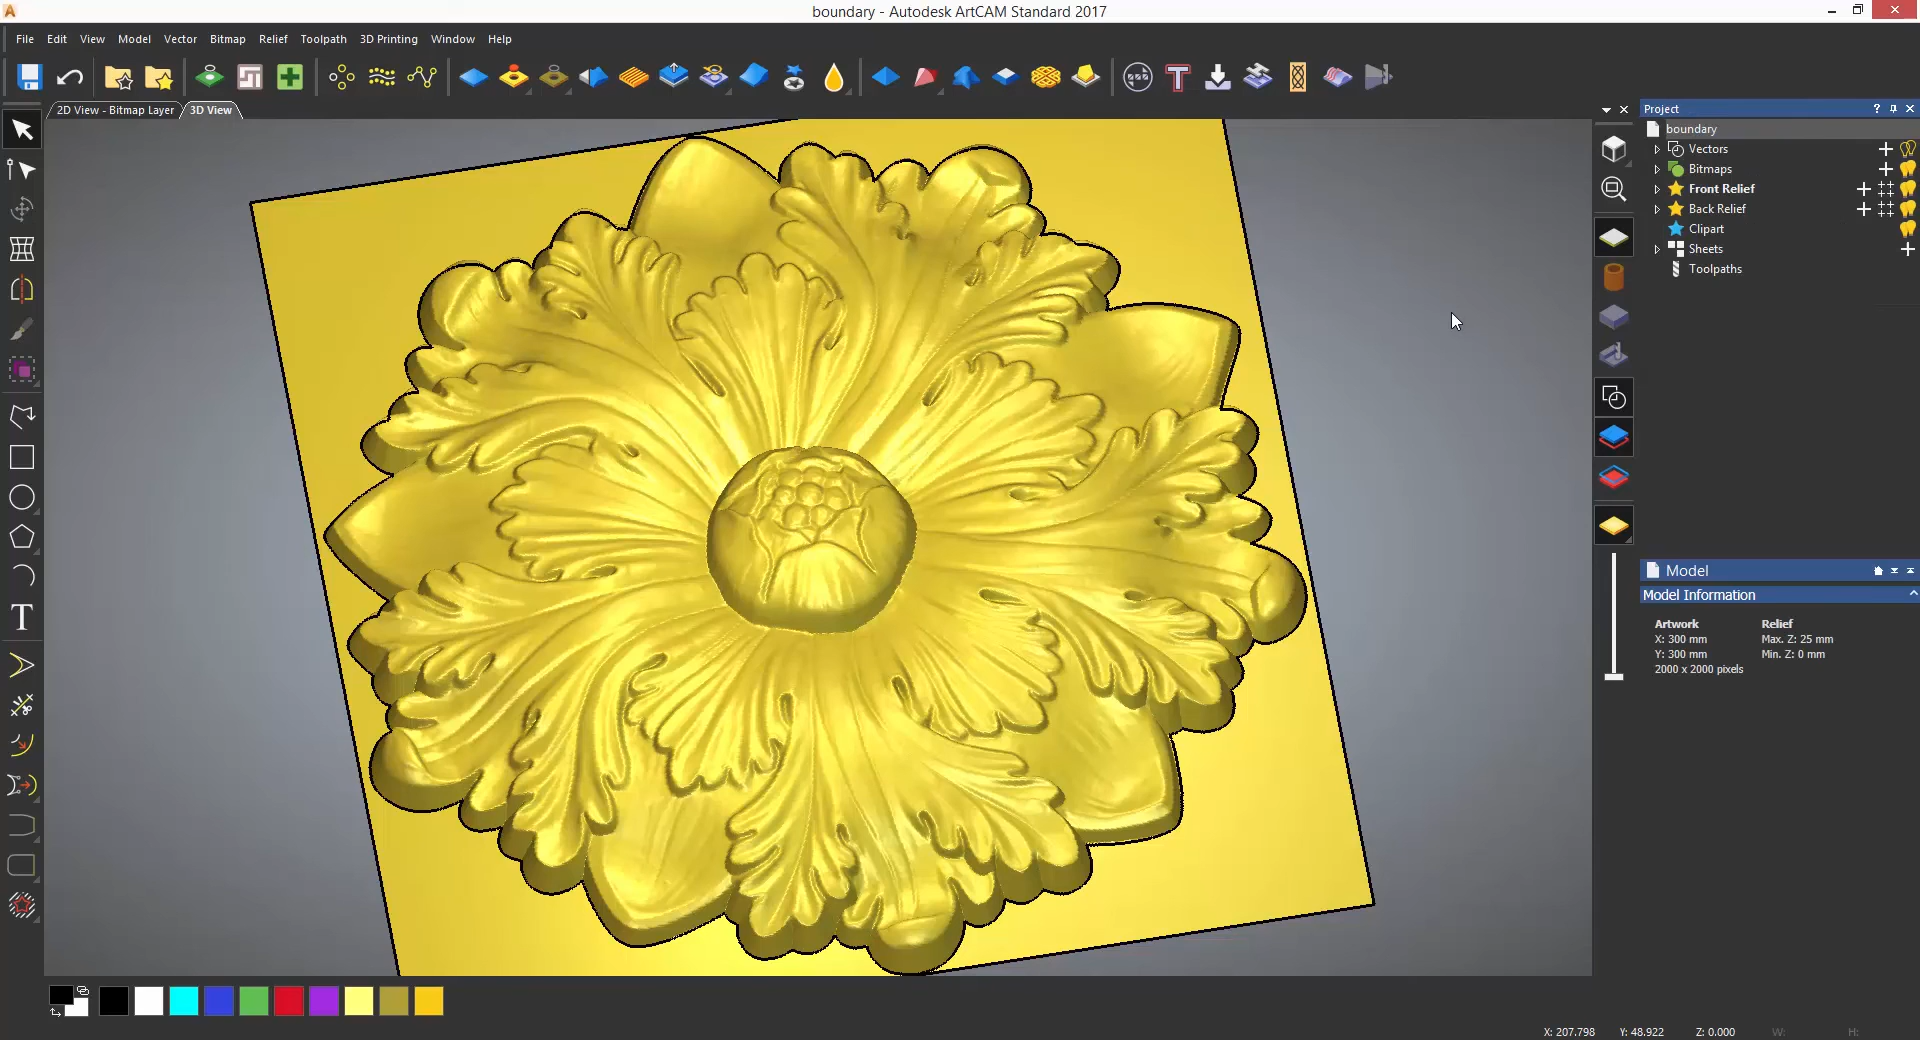 boundary - Autodesk ArtCAM Standard 2017
File Edit View Model Vector Bitmap Relief Toolpath 3D Printing Window Help
2D View - Bitmap Layer 3D View
Project
boundary
Vectors
Bitmaps
Front Relief
Back Relief
Clipart
Sheets
Toolpaths
Model
Model Information
Artwork Relief
X: 300 mm Max. Z: 25 mm
Y: 300 mm Min. Z: 0 mm
2000 x 2000 pixels
X: 207.798 Y: 48.922 Z: 0.000 W: H: